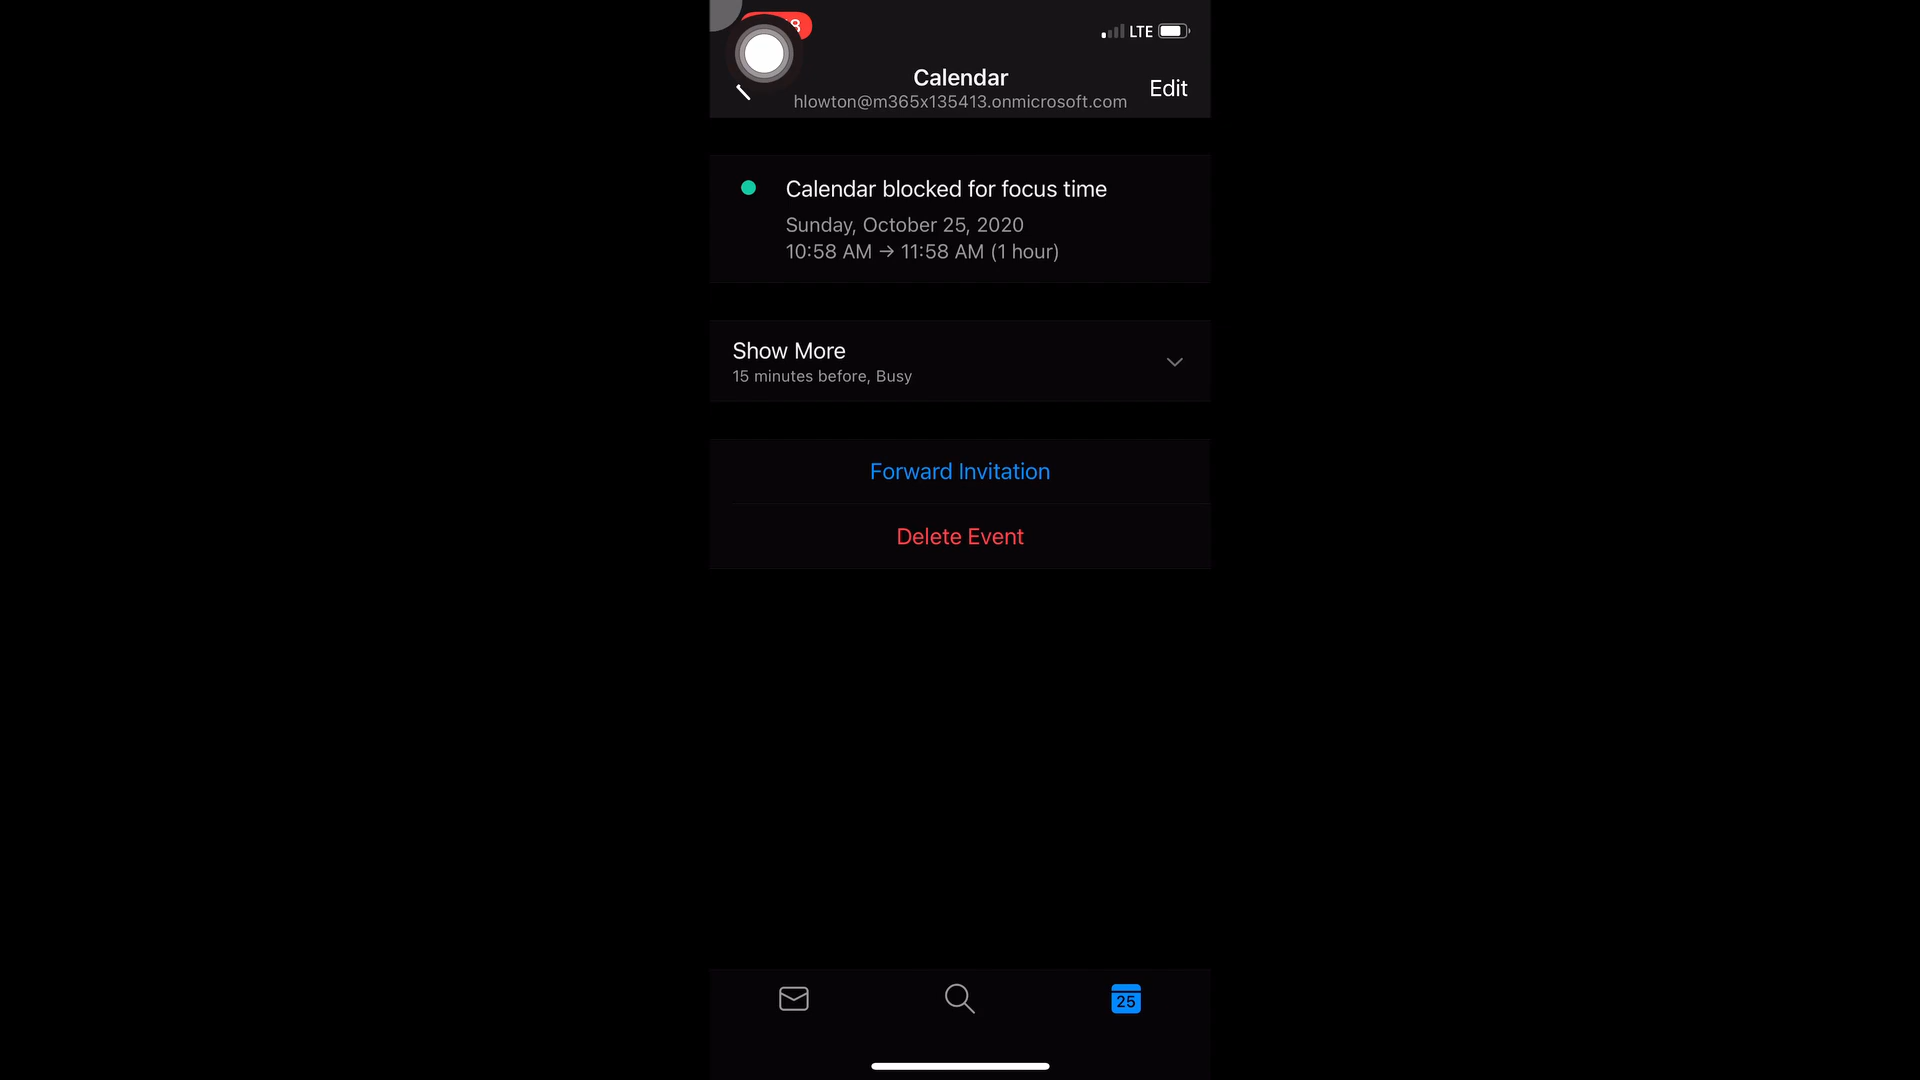 LTE
Calendar
hlowton@m365x135413.onmicrosoft.com
Edit
Calendar blocked for focus time
Sunday, October 25, 2020
10:58 AM → 11:58 AM (1 hour)
Show More
15 minutes before, Busy
Forward Invitation
Delete Event
25